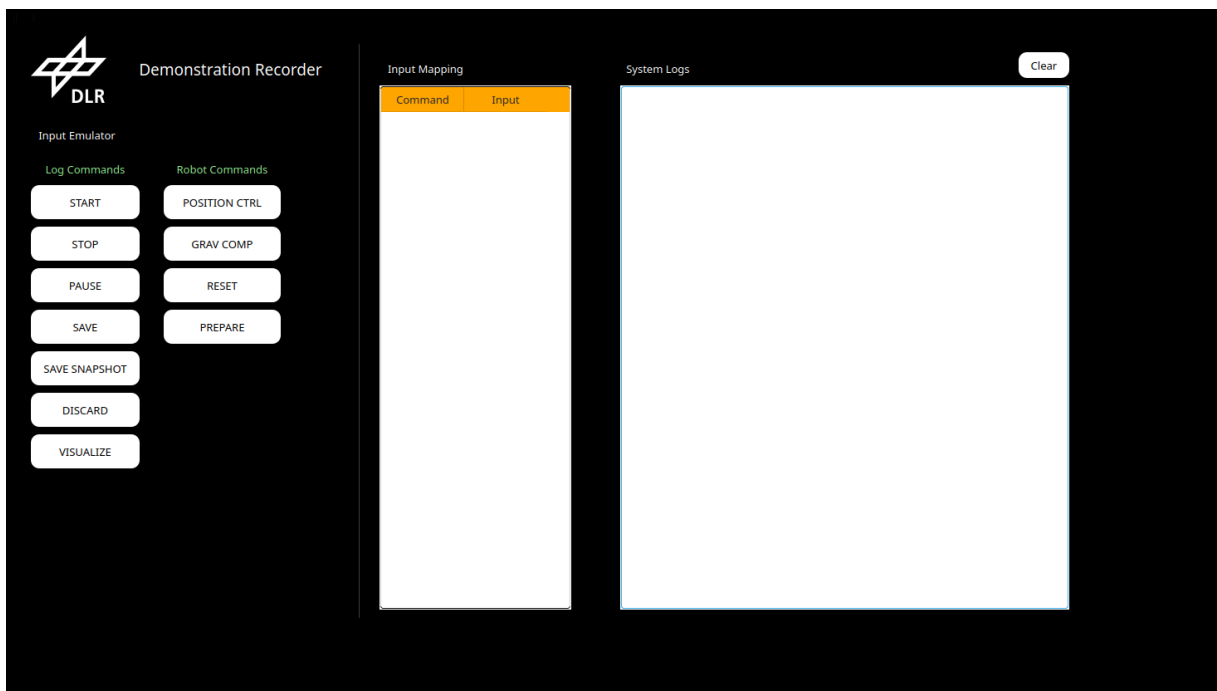 DLR
Demonstration Recorder
Input Emulator
Log Commands
START
STOP
PAUSE
SAVE
SAVE SNAPSHOT
DISCARD
VISUALIZE
Robot Commands
POSITION CTRL
GRAV COMP
RESET
PREPARE
Input Mapping
Command Input
System Logs
Clear